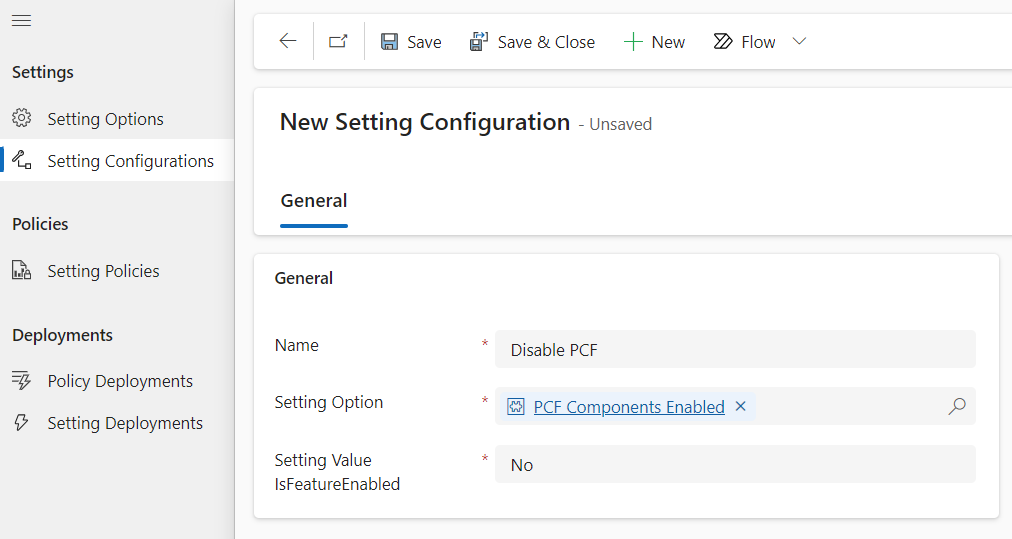 Settings
Setting Options
Setting Configurations
Policies
Setting Policies
Deployments
Policy Deployments
Setting Deployments
Save
Save & Close
New
Flow
New Setting Configuration - Unsaved
General
General
Name * Disable PCF
Setting Option * PCF Components Enabled
Setting Value * No
IsFeatureEnabled